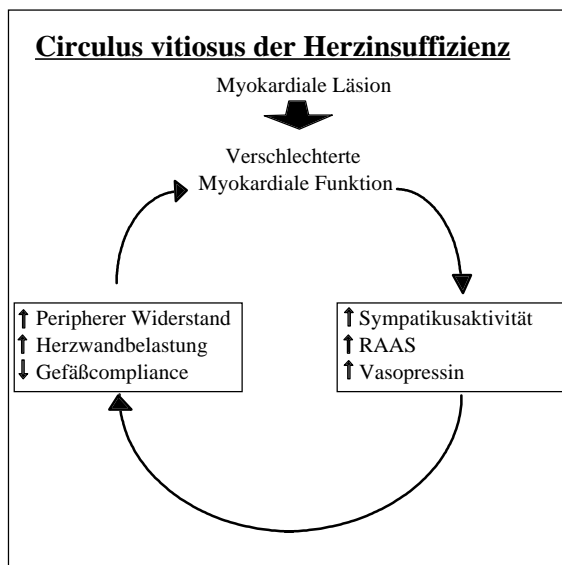 Circulus vitiosus der Herzinsuffizienz
Myokardiale Läsion
Verschlechterte
Myokardiale Funktion
↑ Peripherer Widerstand
↑ Herzwandbelastung
↓ Gefäßcompliance
↑ Sympatikusaktivität
↑ RAAS
↑ Vasopressin